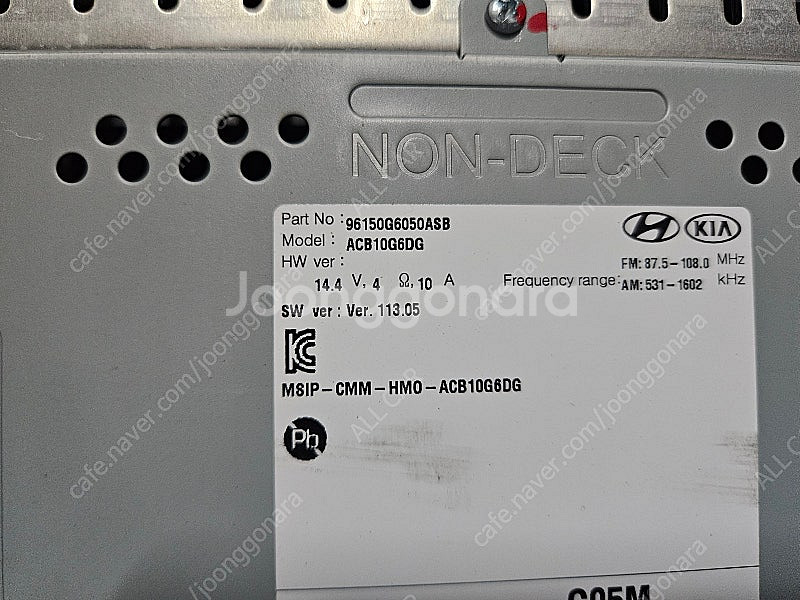 NON-DECK
Part No : 96150G6050ASB
Model : ACB10G6DG
HW ver :
KIA
14.4 V, 4 Ω, 10 A
Frequency range: FM: 87.5-108.0 MHz
AM: 531-1602 kHz
SW ver : Ver. 113.05
MSIP-CMM-HMO-ACB10G6DG
Pb
Joonggonara
cafe.naver.com/joonggonara